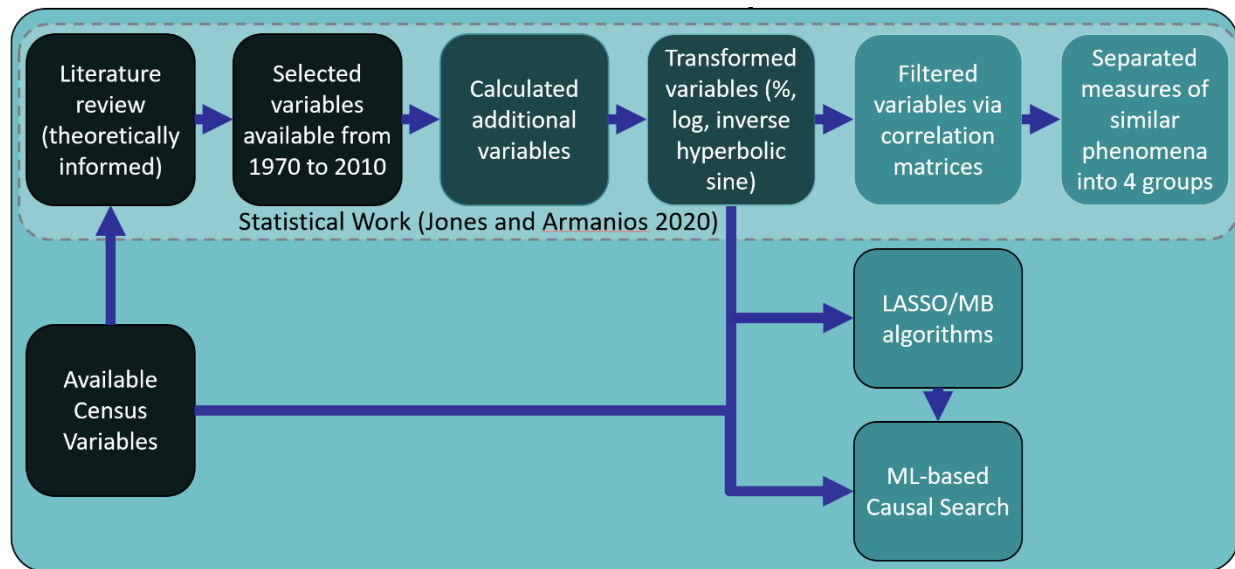 Literature
review
(theoretically
informed)
Selected
variables
available from
1970 to 2010
Calculated
additional
variables
Transformed
variables (%,
log, inverse
hyperbolic
sine)
Filtered
variables via
correlation
matrices
Separated
measures of
similar
phenomena
into 4 groups
Statistical Work (Jones and Armanios 2020)
Available
Census
Variables
LASSO/MB
algorithms
ML-based
Causal Search